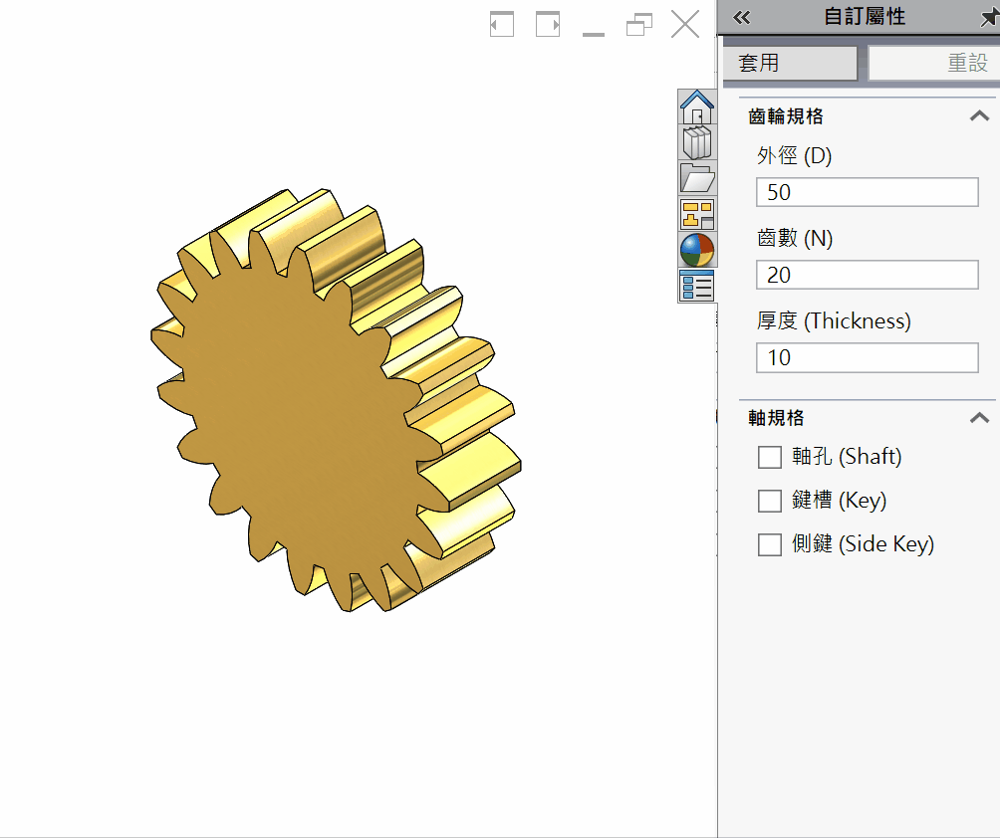 自訂屬性
套用
重設
齒輪規格
外徑 (D)
50
齒數 (N)
20
厚度 (Thickness)
10
軸規格
軸孔 (Shaft)
鍵槽 (Key)
側鍵 (Side Key)